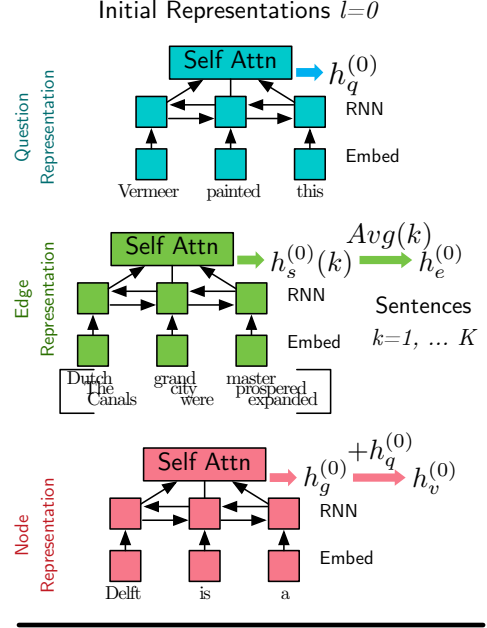 Initial Representations l=0
Question
Representation
Self Attn
h_q^{(0)}
RNN
Embed
Vermeer painted this
Edge
Representation
Self Attn
h_s^{(0)}(k)
Avg(k)
h_e^{(0)}
RNN
Sentences
k=1, ... K
Embed
Dutch grand master
The city prospered
Canals were expanded
Node
Representation
Self Attn
h_g^{(0)}
+h_q^{(0)}
h_v^{(0)}
RNN
Embed
Delft is a